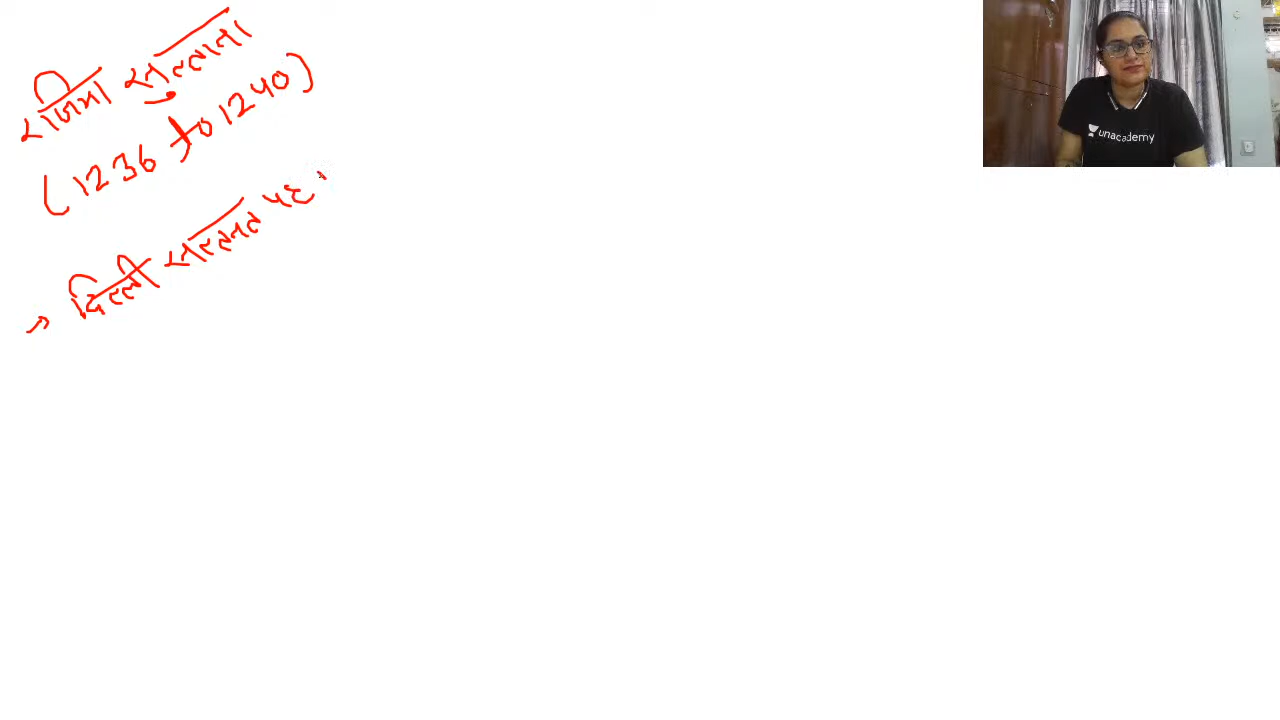 रजिया सुल्ताना
(1236 to 1240)
→ दिल्ली सल्तनत पर
unacademy